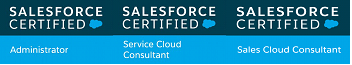 SALESFORCE
CERTIFIED
Administrator
SALESFORCE
CERTIFIED
Service Cloud
Consultant
SALESFORCE
CERTIFIED
Sales Cloud Consultant